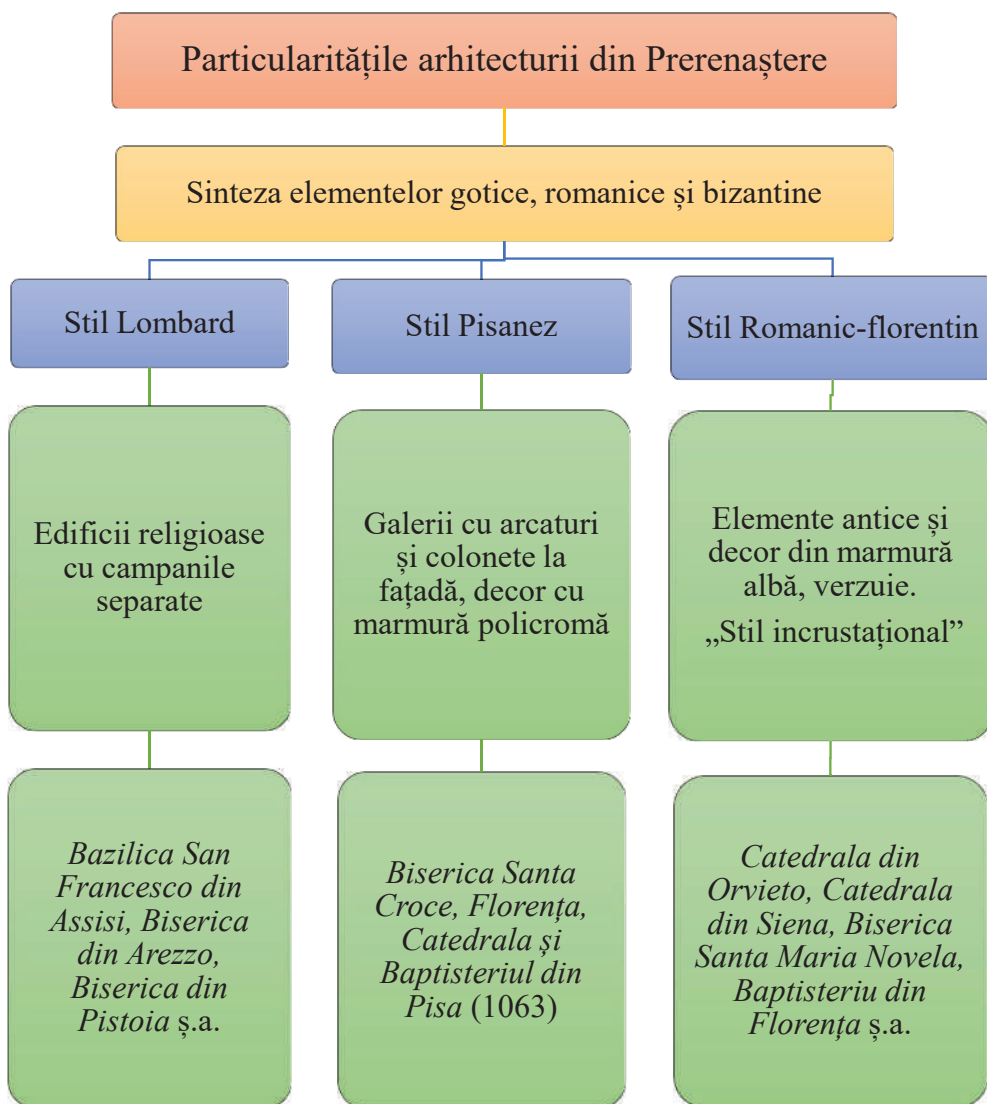 Particularitățile arhitecturii din Prerenaștere
Sinteza elementelor gotice, romanice și bizantine
Stil Lombard
Edificii religioase
cu campanile
separate
Bazilica San
Francesco din
Assisi, Biserica
din Arezzo,
Biserica din
Pistoia ș.a.
Stil Pisanez
Galerii cu arcaturi
și colonete la
fațadă, decor cu
marmură policromă
Biserica Santa
Croce, Florența,
Catedrala și
Baptisteriul din
Pisa (1063)
Stil Romanic-florentin
Elemente antice și
decor din marmură
albă, verzuie.
„Stil incrustațional”
Catedrala din
Orvieto, Catedrala
din Siena, Biserica
Santa Maria Novela,
Baptisteriu din
Florența ș.a.